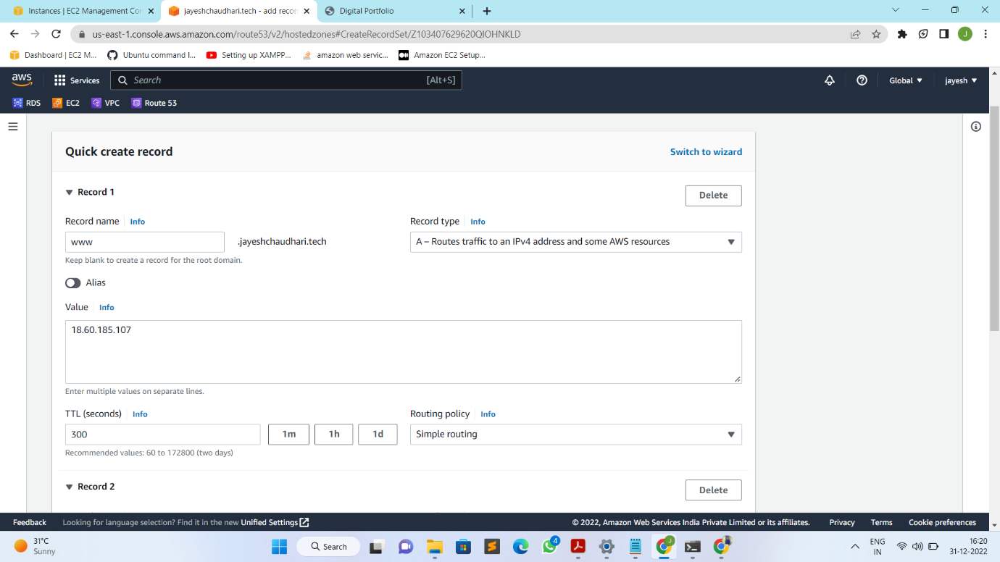 Instances | EC2 Management Con
jayeshchaudhari.tech - add recor
Digital Portfolio
us-east-1.console.aws.amazon.com/route53/v2/hostedzones#CreateRecordSet/Z103407629620QIOHNKLD
J
Dashboard | EC2 M...
Ubuntu command l...
Setting up XAMPP...
amazon web servic...
Amazon EC2 Setup...
aws
Services
Search
[Alt+S]
Global
jayesh
RDS
EC2
VPC
Route 53
Quick create record
Switch to wizard
Record 1
Delete
Record name Info
Record type Info
www
.jayeshchaudhari.tech
A – Routes traffic to an IPv4 address and some AWS resources
Keep blank to create a record for the root domain.
Alias
Value Info
18.60.185.107
Enter multiple values on separate lines.
TTL (seconds) Info
Routing policy Info
300
1m
1h
1d
Simple routing
Recommended values: 60 to 172800 (two days)
Record 2
Delete
Feedback
Looking for language selection? Find it in the new Unified Settings
© 2022, Amazon Web Services India Private Limited or its affiliates.
Privacy
Terms
Cookie preferences
31°C
Sunny
Search
4
J
ENG
IN
16:20
31-12-2022